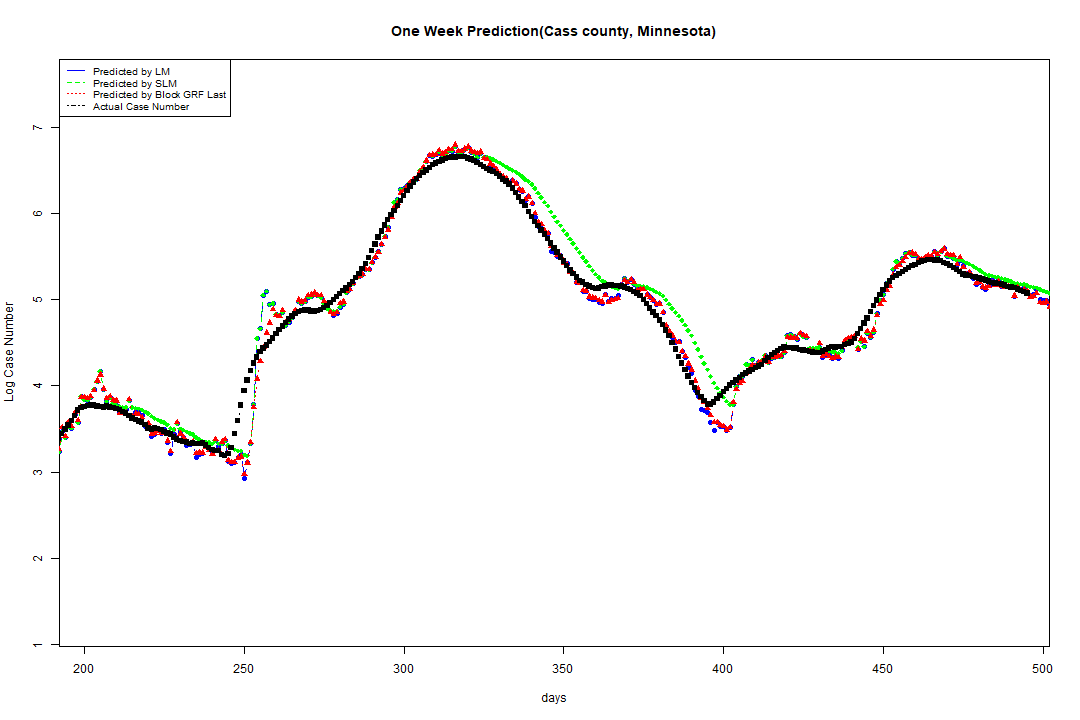 One Week Prediction(Cass county, Minnesota)
Predicted by LM
Predicted by SLM
Predicted by Block GRF Last
Actual Case Number
Log Case Number
7
6
5
4
3
2
1
200 250 300 350 400 450 500
days